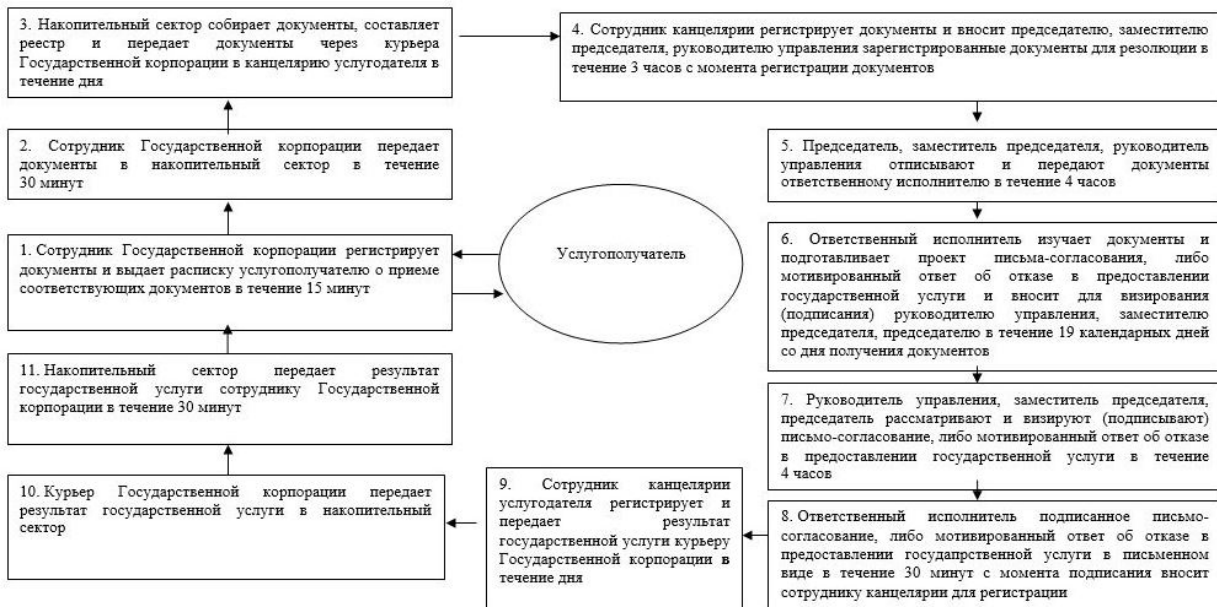 3. Накопительный сектор собирает документы, составляет
реестр и передает документы через курьера
Государственной корпорации в канцелярию услугодателя в
течение дня
4. Сотрудник канцелярии регистрирует документы и вносит председателю, заместителю
председателя, руководителю управления зарегистрированные документы для резолюции в
течение 3 часов с момента регистрации документов
2. Сотрудник Государственной корпорации передает
документы в накопительный сектор в течение
30 минут
5. Председатель, заместитель председателя, руководитель
управления отписывают и передают документы
ответственному исполнителю в течение 4 часов
1. Сотрудник Государственной корпорации регистрирует
документы и выдает расписку услугополучателю о приеме
соответствующих документов в течение 15 минут
Услугополучатель
6. Ответственный исполнитель изучает документы и
подготавливает проект письма-согласования, либо
мотивированный ответ об отказе в предоставлении
государственной услуги и вносит для визирования
(подписания) руководителю управления, заместителю
председателя, председателю в течение 19 календарных дней
со дня получения документов
11. Накопительный сектор передает результат
государственной услуги сотруднику Государственной
корпорации в течение 30 минут
7. Руководитель управления, заместитель председателя,
председатель рассматривают и визируют (подписывают)
письмо-согласование, либо мотивированный ответ об отказе
в предоставлении государственной услуги в течение
4 часов
10. Курьер Государственной корпорации передает
результат государственной услуги в накопительный
сектор
9. Сотрудник канцелярии
услугодателя регистрирует и
передает результат
государственной услуги курьеру
Государственной корпорации в
течение дня
8. Ответственный исполнитель подписанное письмо-
согласование, либо мотивированный ответ об отказе в
предоставлении госудапрственной услуги в письменном
виде в течение 30 минут с момента подписания вносит
сотруднику канцелярии для регистрации